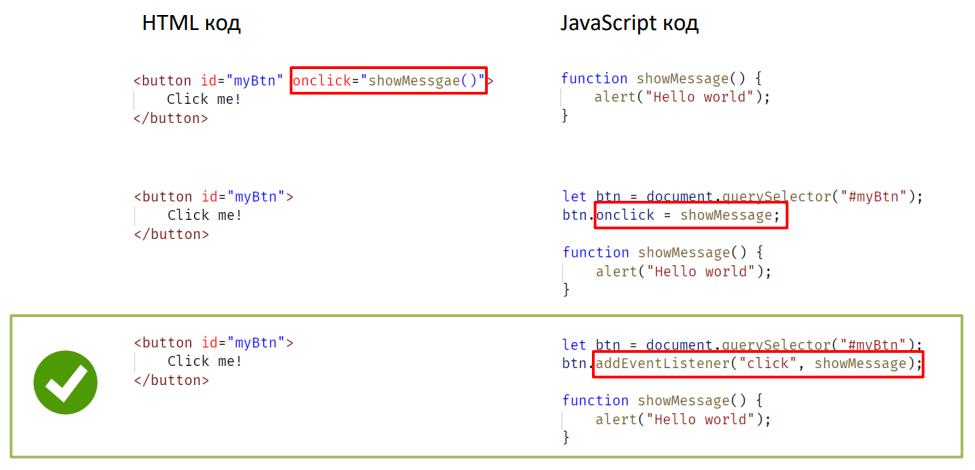 HTML код
JavaScript код
<button id="myBtn" onclick="showMessgae()">
Click me!
</button>
function showMessage() {
alert("Hello world");
}
<button id="myBtn">
Click me!
</button>
let btn = document.querySelector("#myBtn");
btn.onclick = showMessage;
function showMessage() {
alert("Hello world");
}
<button id="myBtn">
Click me!
</button>
let btn = document.querySelector("#myBtn");
btn.addEventListener("click", showMessage);
function showMessage() {
alert("Hello world");
}